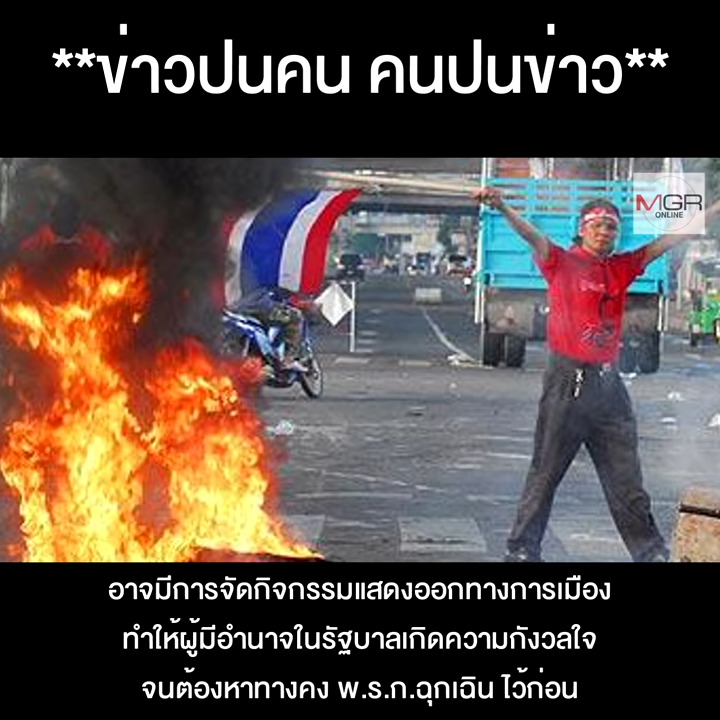 **ข่าวปนคน คนปนข่าว**
MGR
ONLINE
อาจมีการจัดกิจกรรมแสดงออกทางการเมือง
ทำให้ผู้มีอำนาจในรัฐบาลเกิดความกังวลใจ
จนต้องหาทางคง พ.ร.ก.ฉุกเฉิน ไว้ก่อน